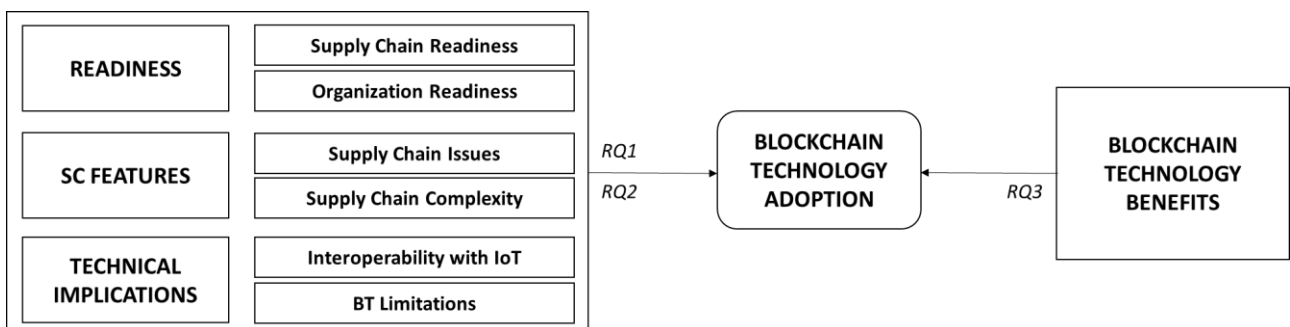 READINESS
Supply Chain Readiness
Organization Readiness
SC FEATURES
Supply Chain Issues
Supply Chain Complexity
TECHNICAL
IMPLICATIONS
Interoperability with IoT
BT Limitations
RQ1
RQ2
BLOCKCHAIN
TECHNOLOGY
ADOPTION
RQ3
BLOCKCHAIN
TECHNOLOGY
BENEFITS